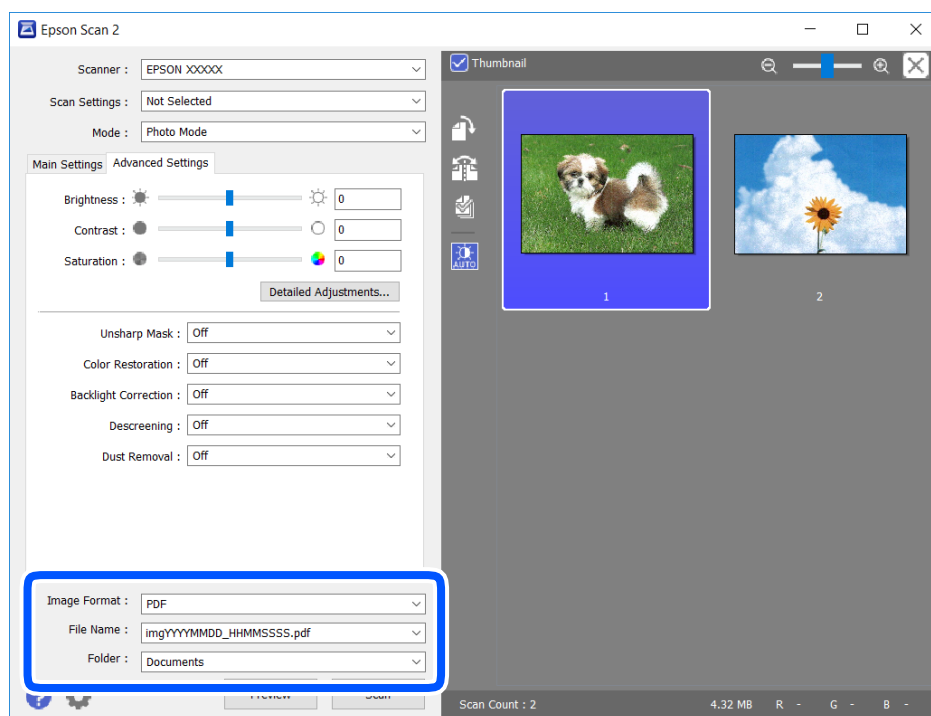 Epson Scan 2
Scanner : EPSON XXXXX
Scan Settings : Not Selected
Mode : Photo Mode
Main Settings Advanced Settings
Brightness : 0
Contrast : 0
Saturation : 0
Detailed Adjustments...
Unsharp Mask : Off
Color Restoration : Off
Backlight Correction : Off
Descreening : Off
Dust Removal : Off
Image Format : PDF
File Name : imgYYYYMMDD_HHMMSSSS.pdf
Folder : Documents
Preview Scan
Thumbnail
AUTO
1 2
Scan Count : 2 4.32 MB R - G - B -